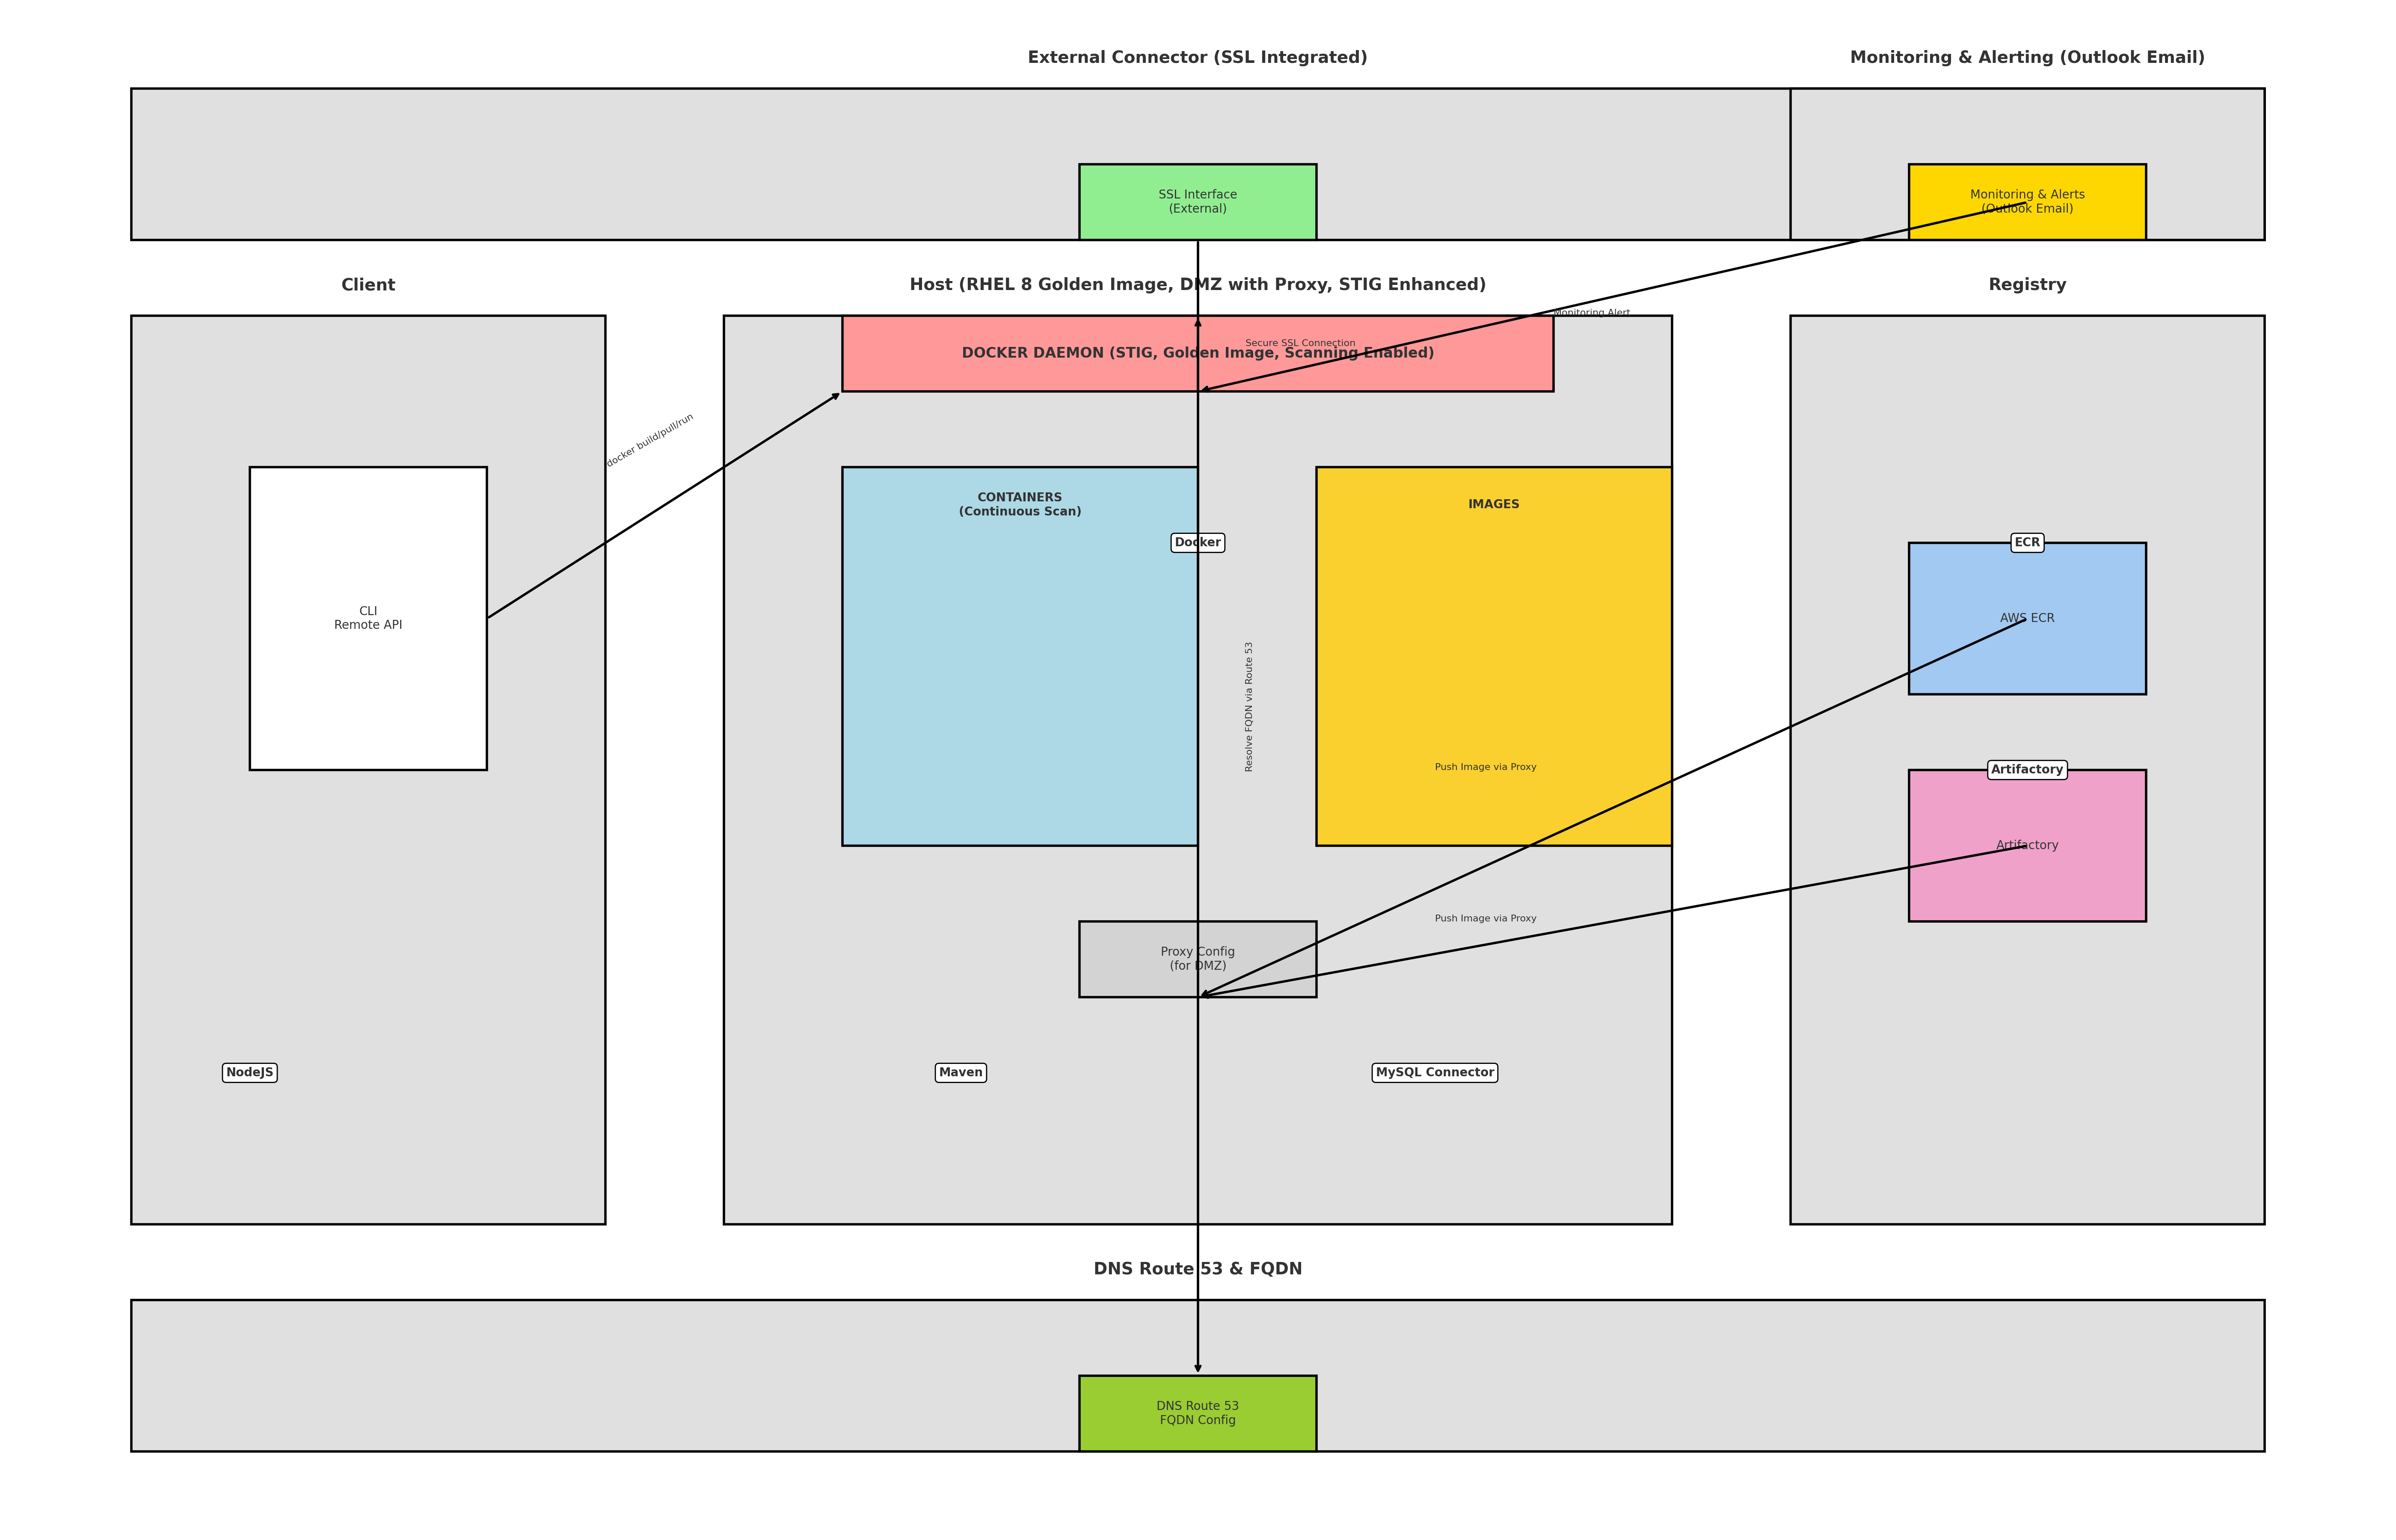 External Connector (SSL Integrated)
Monitoring & Alerting (Outlook Email)
SSL Interface
(External)
Monitoring & Alerts
(Outlook Email)
Client
Host (RHEL 8 Golden Image, DMZ with Proxy, STIG Enhanced)
Registry
Monitoring Alert
Secure SSL Connection
DOCKER DAEMON (STIG, Golden Image, Scanning Enabled)
docker build/pull/run
CONTAINERS
(Continuous Scan)
IMAGES
Docker
ECR
CLI
Remote API
AWS ECR
Resolve FQDN via Route 53
Push Image via Proxy
Artifactory
Artifactory
Push Image via Proxy
Proxy Config
(for DMZ)
NodeJS
Maven
MySQL Connector
DNS Route 53 & FQDN
DNS Route 53
FQDN Config